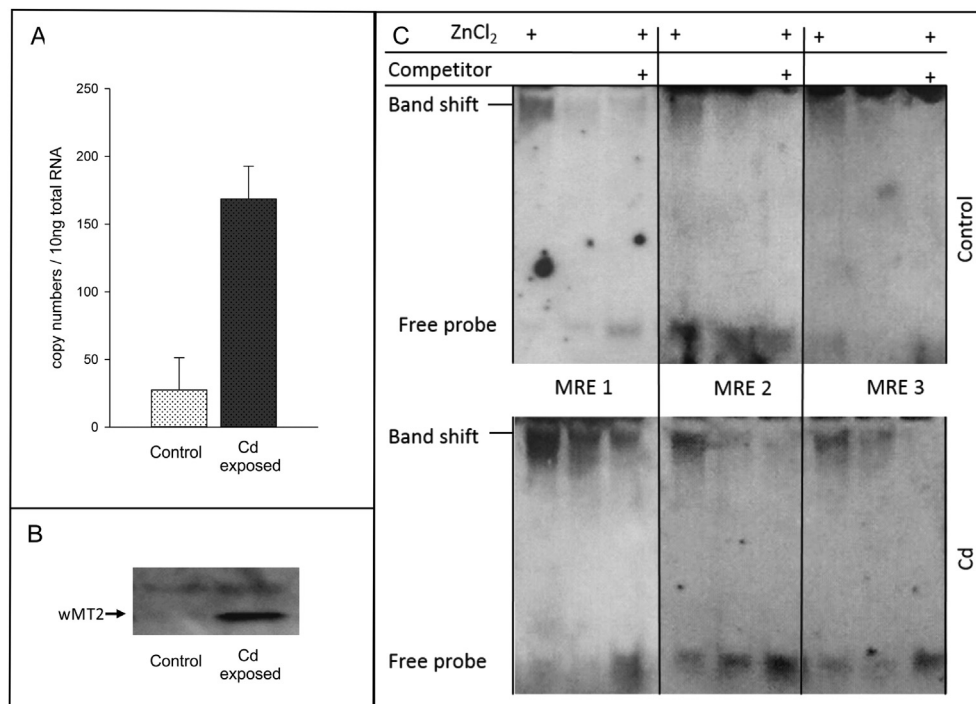 A
250
200
150
100
50
0
copy numbers / 10ng total RNA
Control
Cd
exposed
B
wMT2
Control
Cd
exposed
C
ZnCl₂ + + + + + +
Competitor + + +
Band shift
Free probe
Control
MRE 1 MRE 2 MRE 3
Band shift
Free probe
Cd